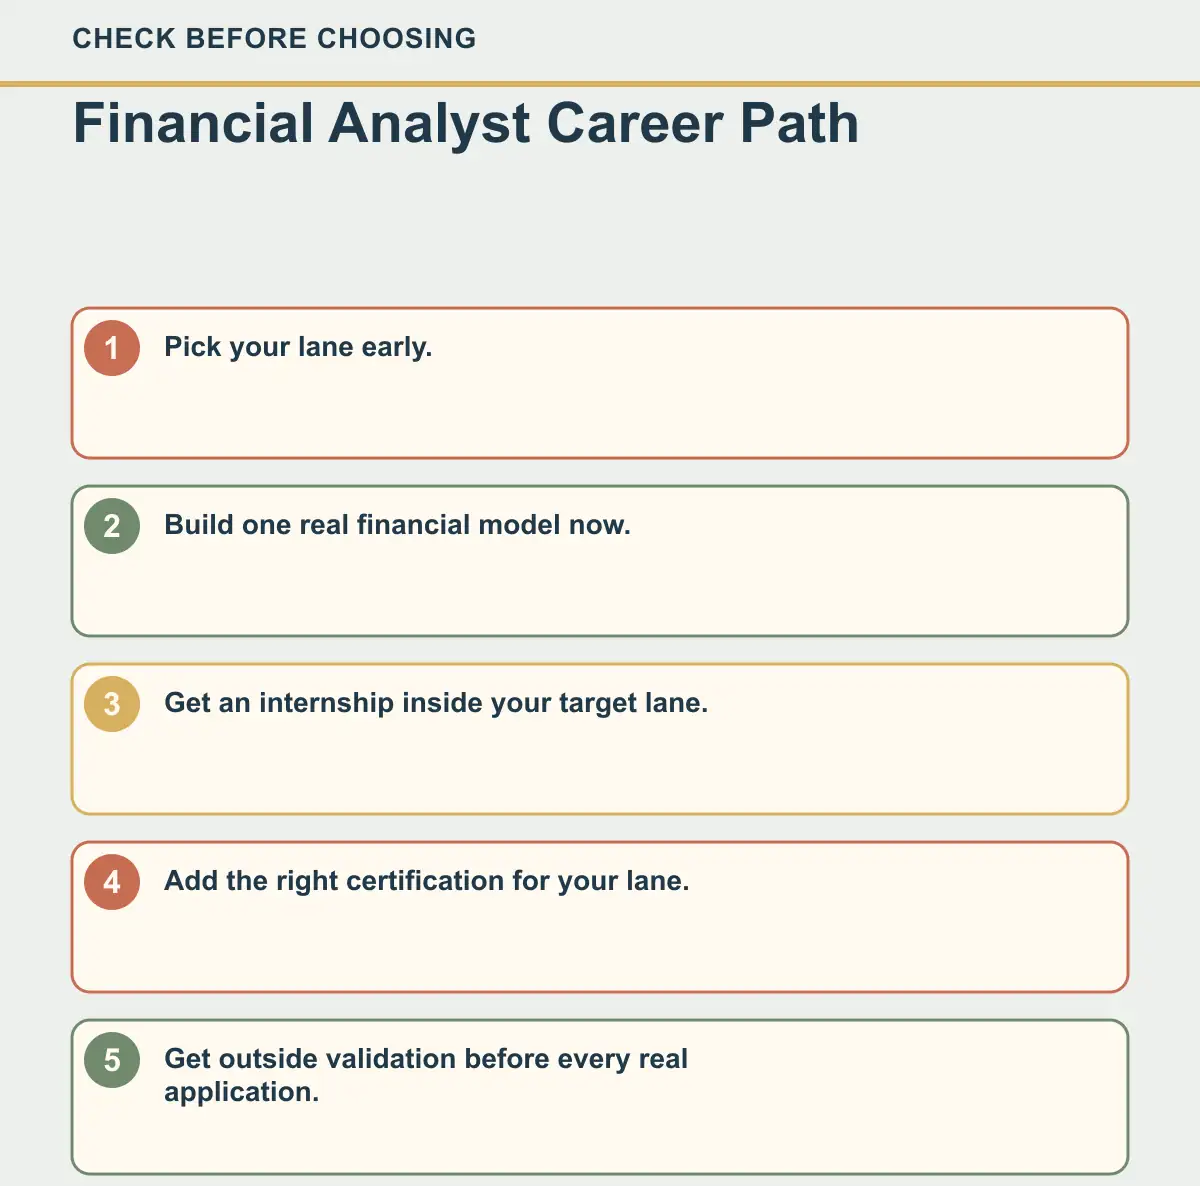 CHECK BEFORE CHOOSING
Financial Analyst Career Path
1
Pick your lane early.
2
Build one real financial model now.
3
Get an internship inside your target lane.
4
Add the right certification for your lane.
5
Get outside validation before every real
application.